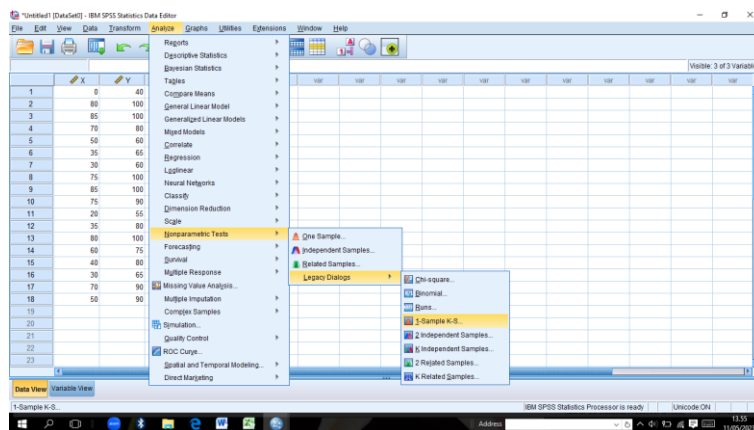 *Untitled1 [DataSet0] - IBM SPSS Statistics Data Editor
File Edit View Data Transform Analyze Graphs Utilities Extensions Window Help
Visible: 3 of 3 Variable
X Y var var var var var var var var var
1 0 40
2 80 100
3 85 100
4 70 80
5 50 60
6 35 65
7 30 60
8 75 100
9 85 100
10 75 90
11 20 55
12 35 80
13 80 100
14 60 75
15 40 80
16 30 65
17 70 90
18 50 90
19
20
21
22
23
Reports
Descriptive Statistics
Bayesian Statistics
Tables
Compare Means
General Linear Model
Generalized Linear Models
Mixed Models
Correlate
Regression
Loglinear
Neural Networks
Classify
Dimension Reduction
Scale
Nonparametric Tests
Forecasting
Survival
Multiple Response
Missing Value Analysis...
Multiple Imputation
Complex Samples
Simulation...
Quality Control
ROC Curve...
Spatial and Temporal Modeling...
Direct Marketing
One Sample...
Independent Samples...
Related Samples...
Legacy Dialogs
Chi-square...
Binomial...
Runs...
1-Sample K-S...
2 Independent Samples...
K Independent Samples...
2 Related Samples...
K Related Samples...
Data View Variable View
1-Sample K-S...
IBM SPSS Statistics Processor is ready
Unicode:ON
Address
13.55